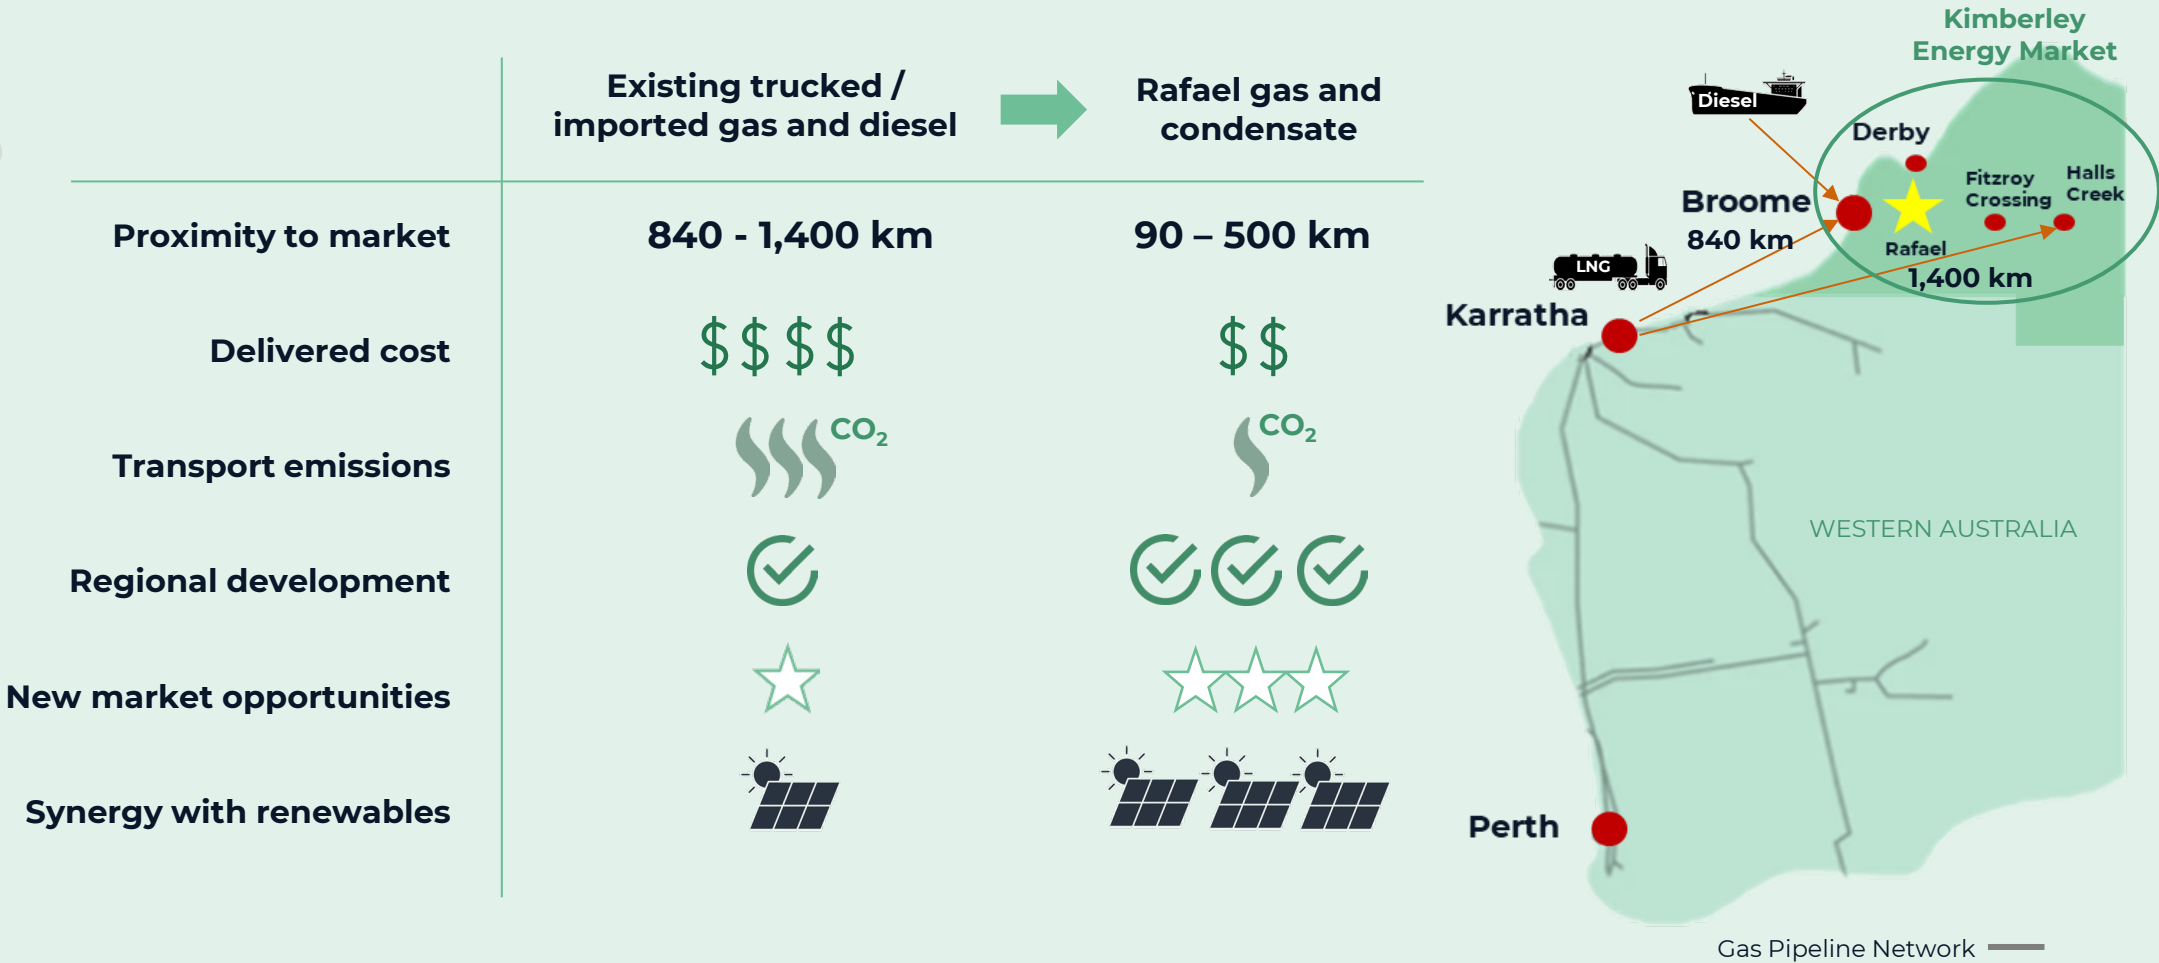 Existing trucked /
imported gas and diesel
Rafael gas and
condensate
Proximity to market
840 - 1,400 km
90 – 500 km
Delivered cost
$ $ $ $
$ $
Transport emissions
CO₂
CO₂
Regional development
New market opportunities
Synergy with renewables
Kimberley
Energy Market
Diesel
Derby
Fitzroy
Crossing
Halls
Creek
Broome
840 km
Rafael
1,400 km
LNG
Karratha
WESTERN AUSTRALIA
Perth
Gas Pipeline Network